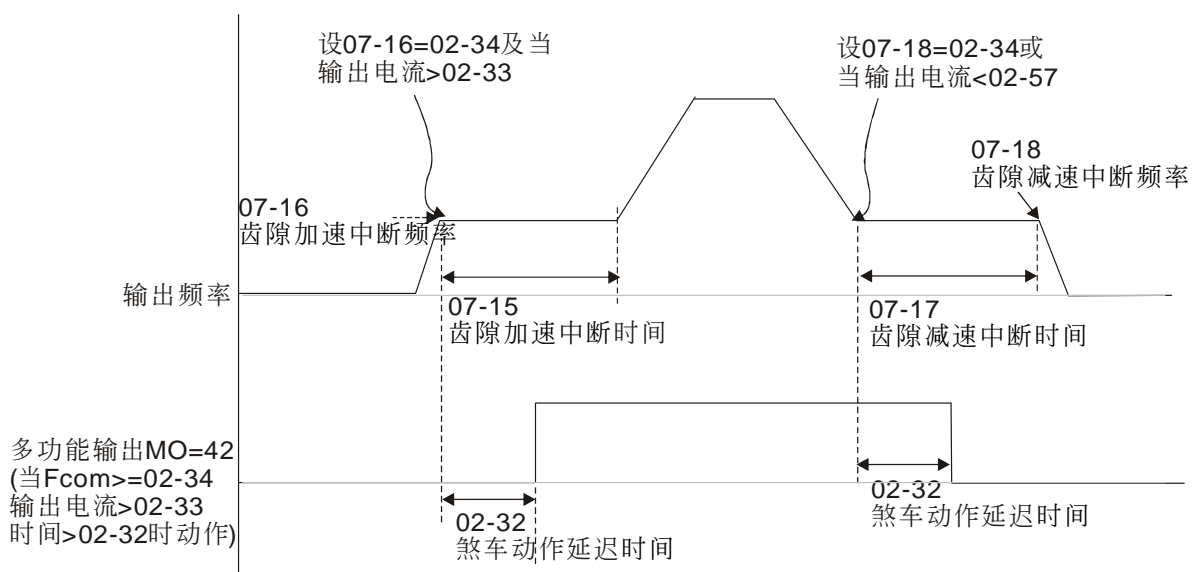 设07-16=02-34及当
输出电流>02-33
设07-18=02-34或
当输出电流<02-57
07-18
齿隙减速中断频率
07-16
齿隙加速中断频率
输出频率
07-15
齿隙加速中断时间
07-17
齿隙减速中断时间
多功能输出MO=42
(当Fcom>=02-34
输出电流>02-33
时间>02-32时动作)
02-32
煞车动作延迟时间
02-32
煞车动作延迟时间